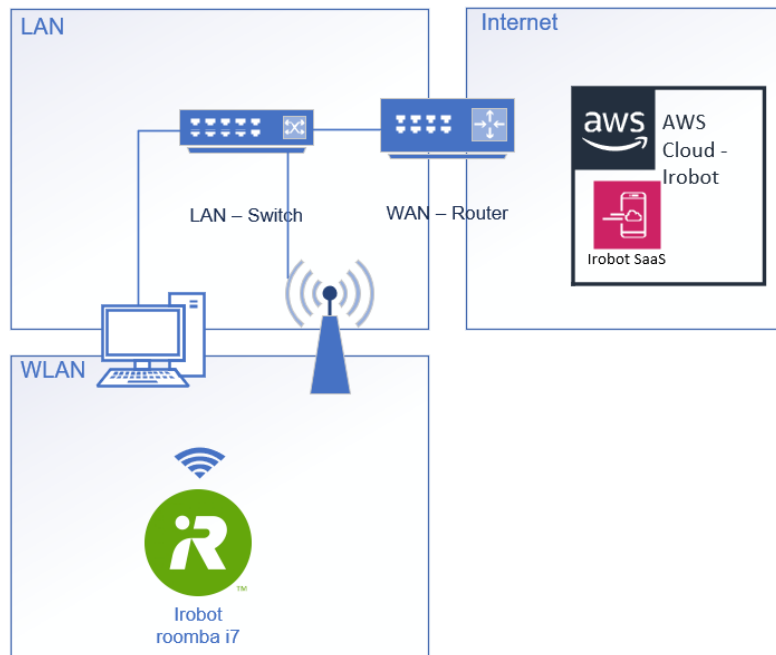 LAN
Internet
aws
AWS
Cloud -
Irobot
LAN – Switch
WAN – Router
Irobot SaaS
WLAN
iR
TM
Irobot
roomba i7